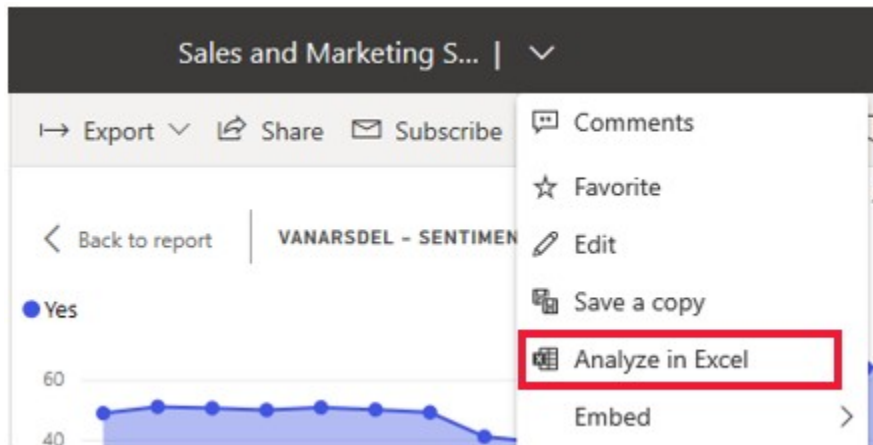 Sales and Marketing S... |
Export Share Subscribe
Comments
Favorite
Edit
Save a copy
Analyze in Excel
Embed
Back to report
VANARSDEL - SENTIMEN
Yes
60
40